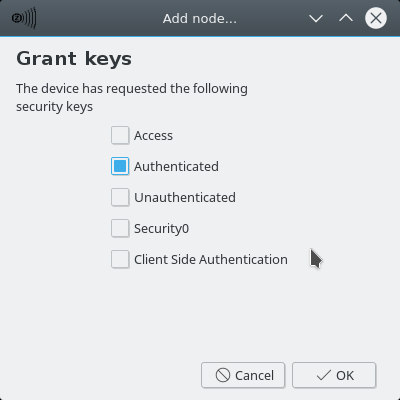 Add node...
Grant keys
The device has requested the following
security keys
Access
Authenticated
Unauthenticated
Security0
Client Side Authentication
Cancel
OK